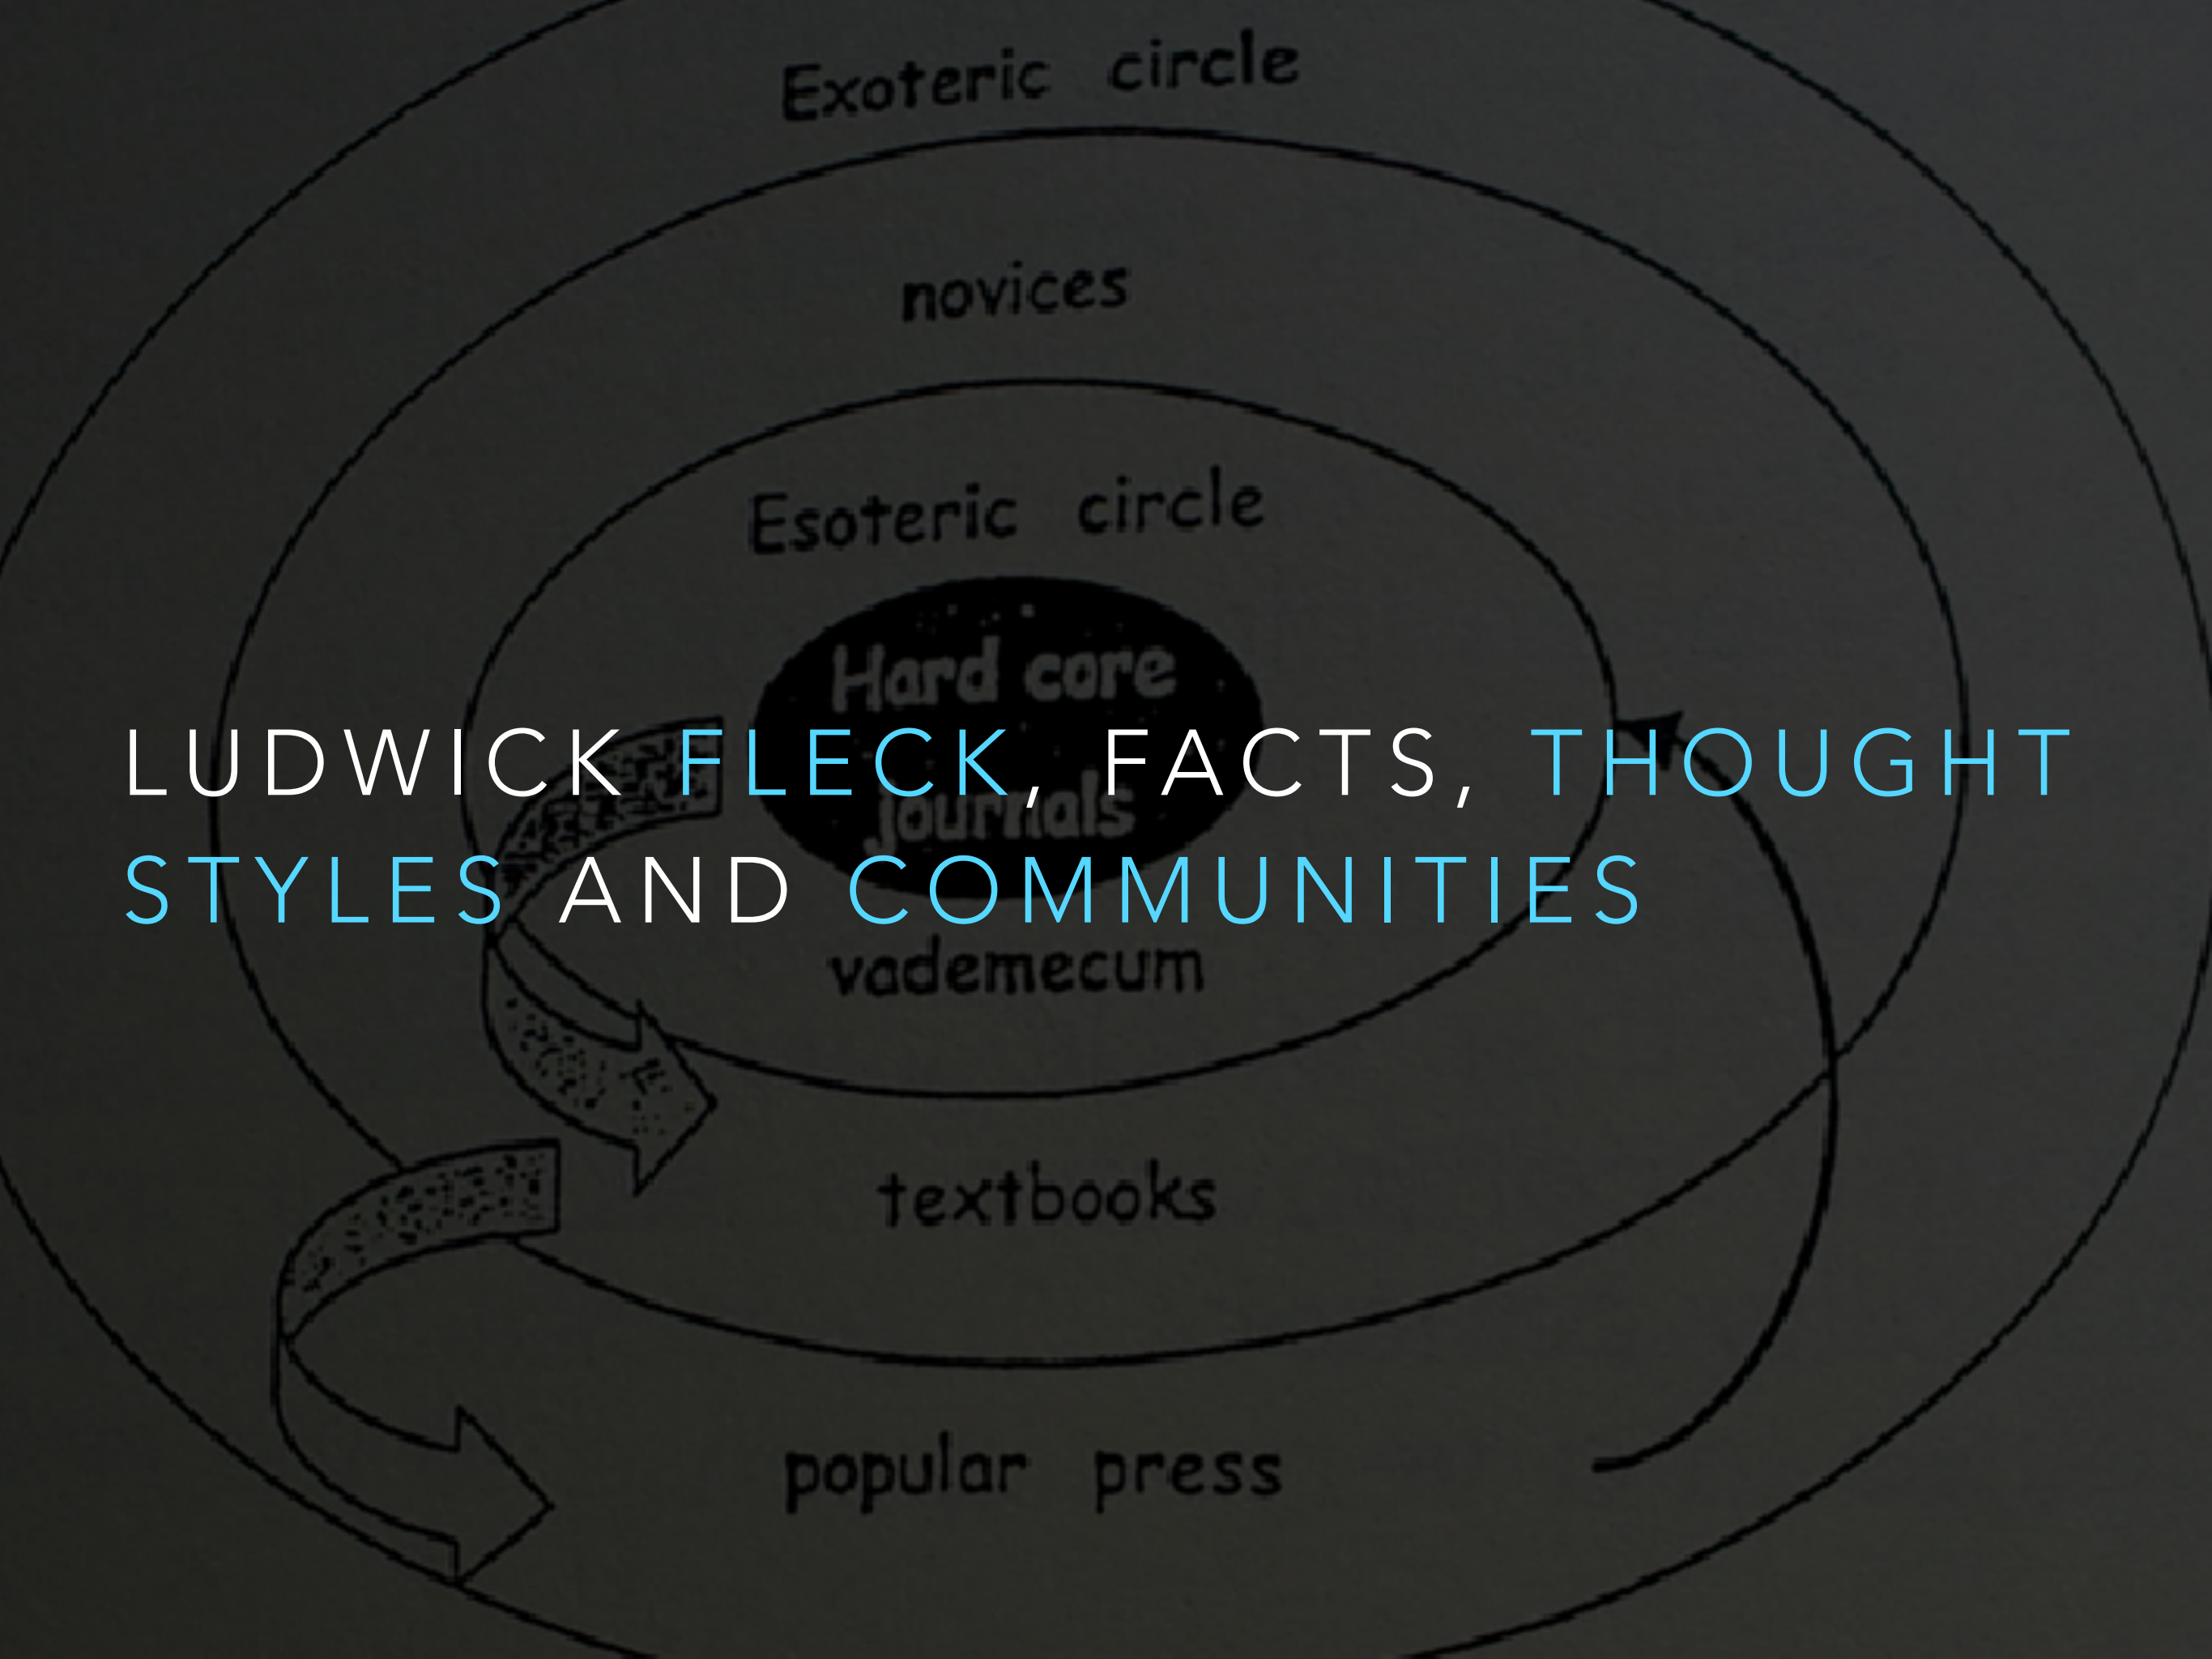 Exoteric circle
novices
Esoteric circle
Hard core
LUDWICK FLECK, FACTS, THOUGHT
journals
STYLES AND COMMUNITIES
vademecum
textbooks
popular press